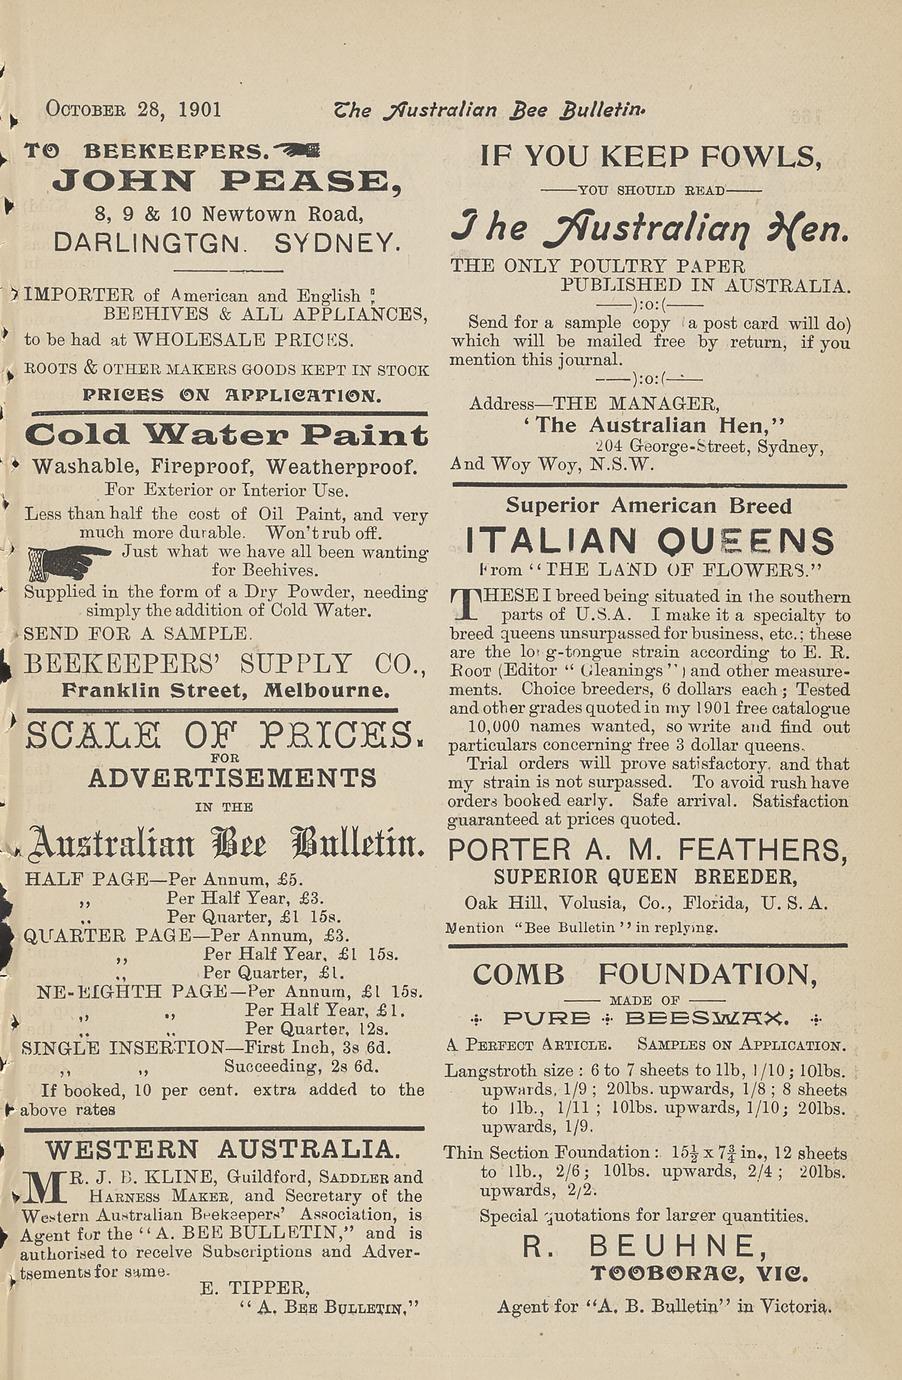 OCTOBER 28, 1901 The Australian Bee Bulletin.
TO BEEKEEPERS.
JOHN PEASE,
8, 9 & 10 Newtown Road,
DARLINGTGN. SYDNEY.
IMPORTER of American and English
BEEHIVES & ALL APPLIANCES,
to be had at WHOLESALE PRICES.
ROOTS & OTHER MAKERS GOODS KEPT IN STOCK
PRICES ON APPLICATION.
Cold Water Paint
Washable, Fireproof, Weatherproof.
For Exterior or Interior Use.
Less than half the cost of Oil Paint, and very
much more durable. Won't rub off.
Just what we have all been wanting
for Beehives.
Supplied in the form of a Dry Powder, needing
simply the addition of Cold Water.
SEND FOR A SAMPLE.
BEEKEEPERS' SUPPLY CO.,
Franklin Street, Melbourne.
SCALE OF PRICES.
FOR
ADVERTISEMENTS
IN THE
Australian Bee Bulletin.
HALF PAGE—Per Annum, £5.
,, Per Half Year, £3.
,, Per Quarter, £1 15s.
QUARTER PAGE—Per Annum, £3.
,, Per Half Year, £1 15s.
,, Per Quarter, £1.
NE-EIGHTH PAGE—Per Annum, £1 15s.
,, ,, Per Half Year, £1.
,, ,, Per Quarter, 12s.
SINGLE INSERTION—First Inch, 3s 6d.
,, ,, Succeeding, 2s 6d.
If booked, 10 per cent. extra added to the
above rates
WESTERN AUSTRALIA.
MR. J. B. KLINE, Guildford, SADDLER and
HARNESS MAKER, and Secretary of the
Western Australian Beekeepers' Association, is
Agent for the "A. BEE BULLETIN," and is
authorised to receive Subscriptions and Adver-
tsements for same.
E. TIPPER,
"A. BEE BULLETIN."
IF YOU KEEP FOWLS,
——YOU SHOULD READ——
The Australian Hen.
THE ONLY POULTRY PAPER
PUBLISHED IN AUSTRALIA.
——):o:(——
Send for a sample copy (a post card will do)
which will be mailed free by return, if you
mention this journal.
——):o:(——
Address—THE MANAGER,
'The Australian Hen,"
204 George-Street, Sydney,
And Woy Woy, N.S.W.
Superior American Breed
ITALIAN QUEENS
From "THE LAND OF FLOWERS."
THESE I breed being situated in the southern
parts of U.S.A. I make it a specialty to
breed queens unsurpassed for business, etc.; these
are the long-tongue strain according to E. R.
ROOT (Editor "Gleanings") and other measure-
ments. Choice breeders, 6 dollars each; Tested
and other grades quoted in my 1901 free catalogue
10,000 names wanted, so write and find out
particulars concerning free 3 dollar queens.
Trial orders will prove satisfactory. and that
my strain is not surpassed. To avoid rush have
orders booked early. Safe arrival. Satisfaction
guaranteed at prices quoted.
PORTER A. M. FEATHERS,
SUPERIOR QUEEN BREEDER,
Oak Hill, Volusia, Co., Florida, U. S. A.
Mention "Bee Bulletin" in replying.
COMB FOUNDATION,
—— MADE OF ——
PURE BEESWAX.
A PERFECT ARTICLE. SAMPLES ON APPLICATION.
Langstroth size : 6 to 7 sheets to 1lb, 1/10; 10lbs.
upwards, 1/9 ; 20lbs. upwards, 1/8 ; 8 sheets
to 1lb., 1/11 ; 10lbs. upwards, 1/10; 20lbs.
upwards, 1/9.
Thin Section Foundation : 15½ x 7¾ in., 12 sheets
to 1lb., 2/6; 10lbs. upwards, 2/4 ; 20lbs.
upwards, 2/2.
Special quotations for larger quantities.
R. BEUHNE,
TOOBORAC, VIC.
Agent for "A. B. Bulletin" in Victoria.